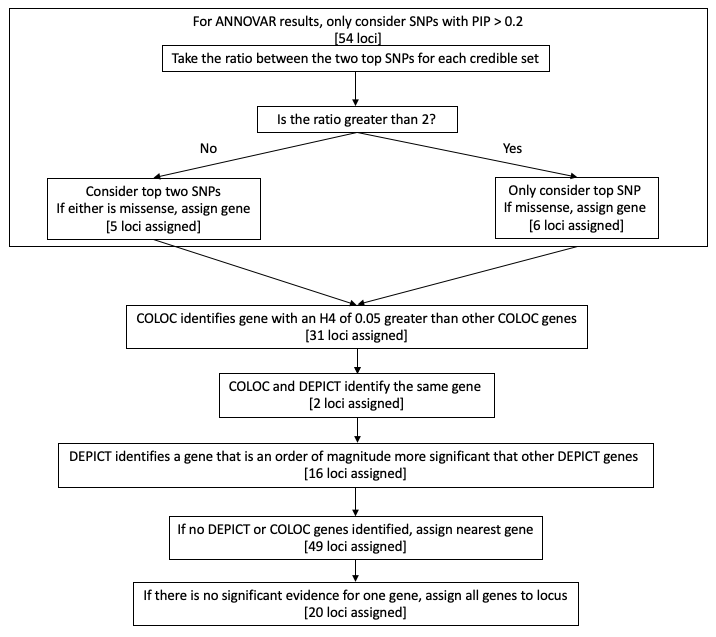 For ANNOVAR results, only consider SNPs with PIP > 0.2
[54 loci]
Take the ratio between the two top SNPs for each credible set
Is the ratio greater than 2?
No
Yes
Consider top two SNPs
If either is missense, assign gene
[5 loci assigned]
Only consider top SNP
If missense, assign gene
[6 loci assigned]
COLOC identifies gene with an H4 of 0.05 greater than other COLOC genes
[31 loci assigned]
COLOC and DEPICT identify the same gene
[2 loci assigned]
DEPICT identifies a gene that is an order of magnitude more significant that other DEPICT genes
[16 loci assigned]
If no DEPICT or COLOC genes identified, assign nearest gene
[49 loci assigned]
If there is no significant evidence for one gene, assign all genes to locus
[20 loci assigned]